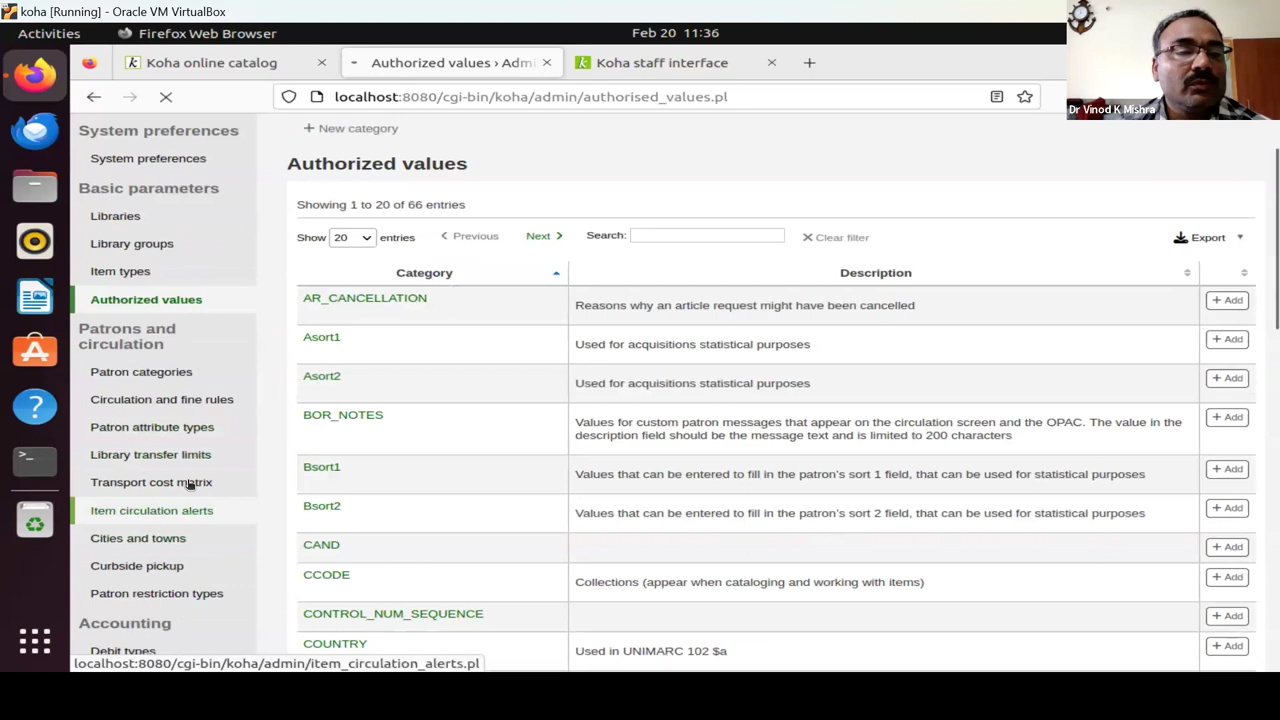 koha [Running] - Oracle VM VirtualBox
Activities
Firefox Web Browser
Feb 20 11:36
Koha online catalog
Authorized values › Admi
Koha staff interface
localhost:8080/cgi-bin/koha/admin/authorised_values.pl
Dr Vinod K Mishra
System preferences
System preferences
Basic parameters
Libraries
Library groups
Item types
Authorized values
Patrons and
circulation
Patron categories
Circulation and fine rules
Patron attribute types
Library transfer limits
Transport cost matrix
Item circulation alerts
Cities and towns
Curbside pickup
Patron restriction types
Accounting
Debit types
+ New category
Authorized values
Showing 1 to 20 of 66 entries
Show 20 entries Previous Next Search: Clear filter Export
Category Description
AR_CANCELLATION Reasons why an article request might have been cancelled + Add
Asort1 Used for acquisitions statistical purposes + Add
Asort2 Used for acquisitions statistical purposes + Add
BOR_NOTES Values for custom patron messages that appear on the circulation screen and the OPAC. The value in the + Add
description field should be the message text and is limited to 200 characters
Bsort1 Values that can be entered to fill in the patron's sort 1 field, that can be used for statistical purposes + Add
Bsort2 Values that can be entered to fill in the patron's sort 2 field, that can be used for statistical purposes + Add
CAND + Add
CCODE Collections (appear when cataloging and working with items) + Add
CONTROL_NUM_SEQUENCE + Add
COUNTRY Used in UNIMARC 102 $a + Add
localhost:8080/cgi-bin/koha/admin/item_circulation_alerts.pl